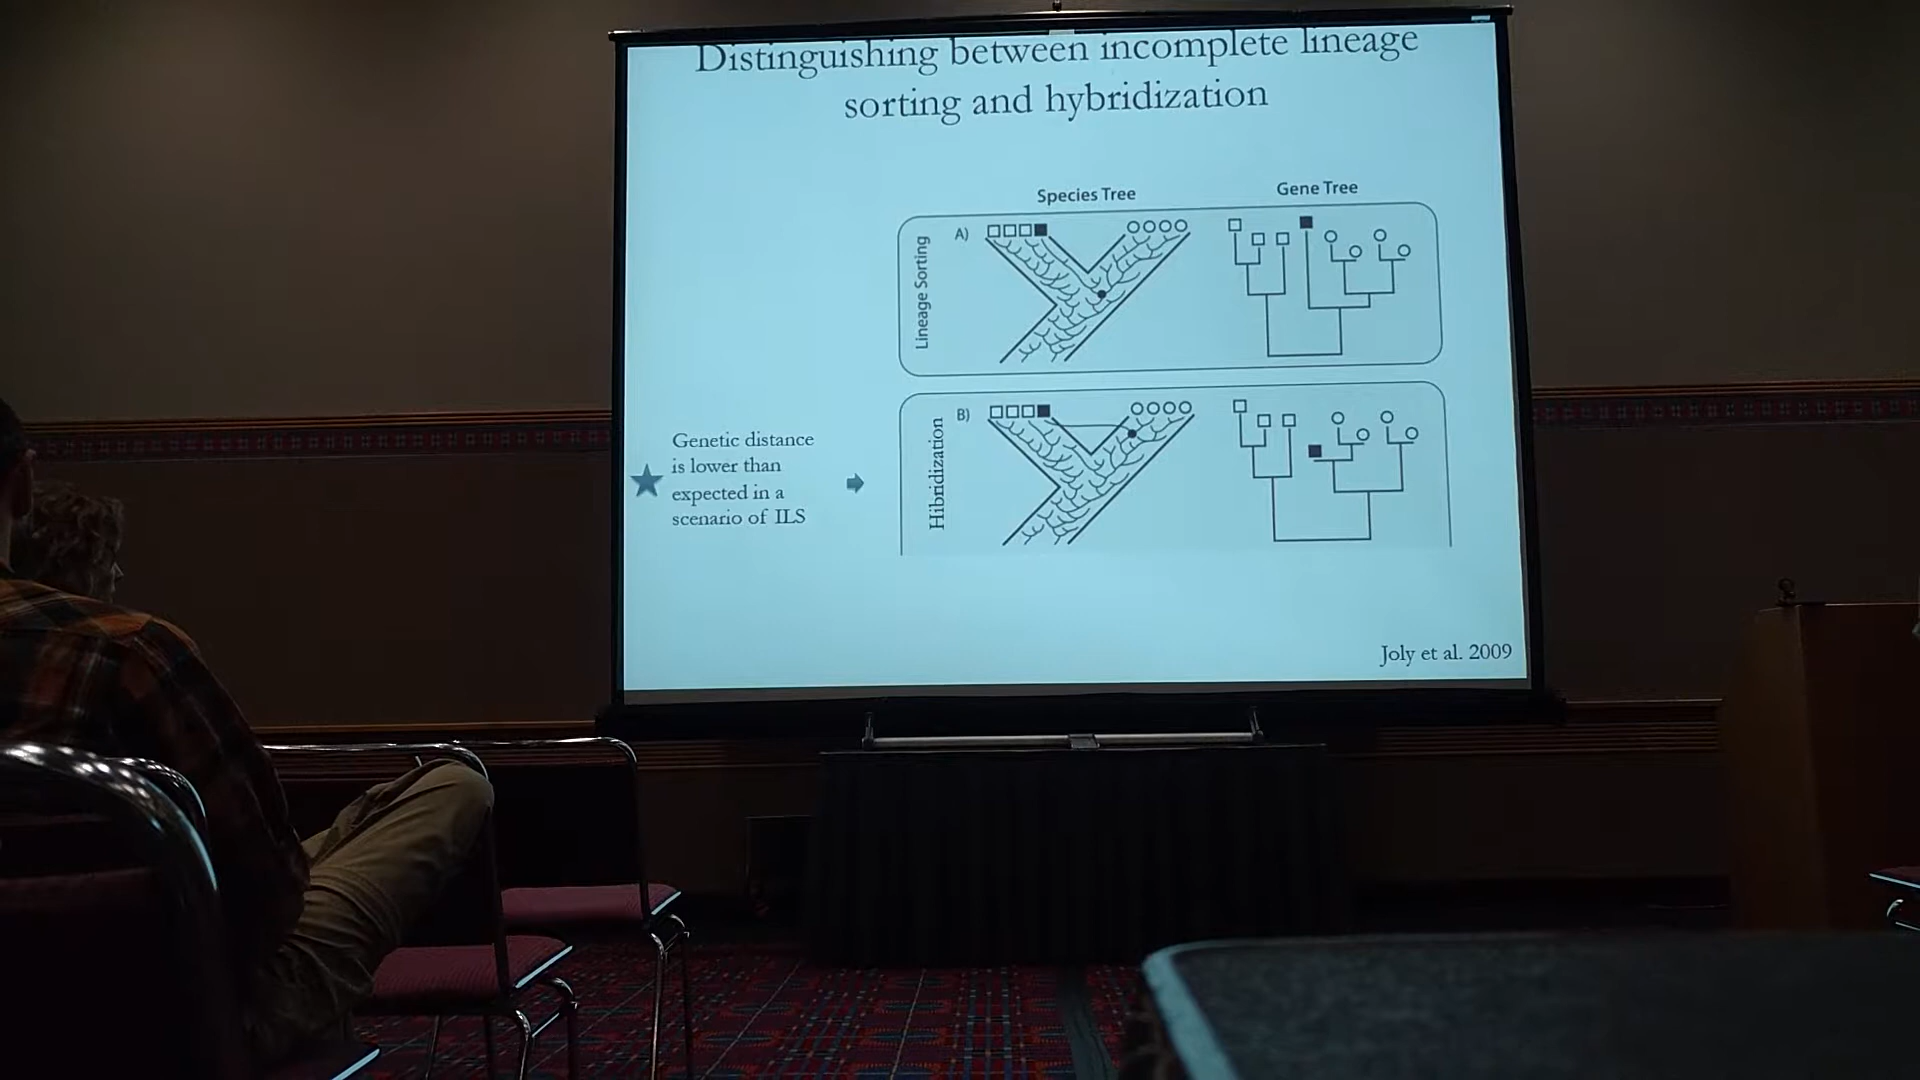 Distinguishing between incomplete lineage
sorting and hybridization
Species Tree
Gene Tree
Lineage Sorting
A)
Genetic distance
is lower than
expected in a
scenario of ILS
Hibridization
B)
Joly et al. 2009